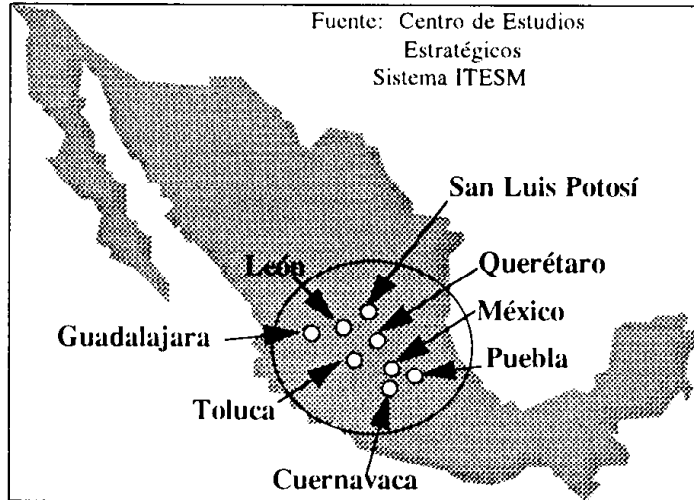 Fuente: Centro de Estudios
Estratégicos
Sistema ITESM
San Luis Potosí
León
Querétaro
México
Guadalajara
Puebla
Toluca
Cuernavaca